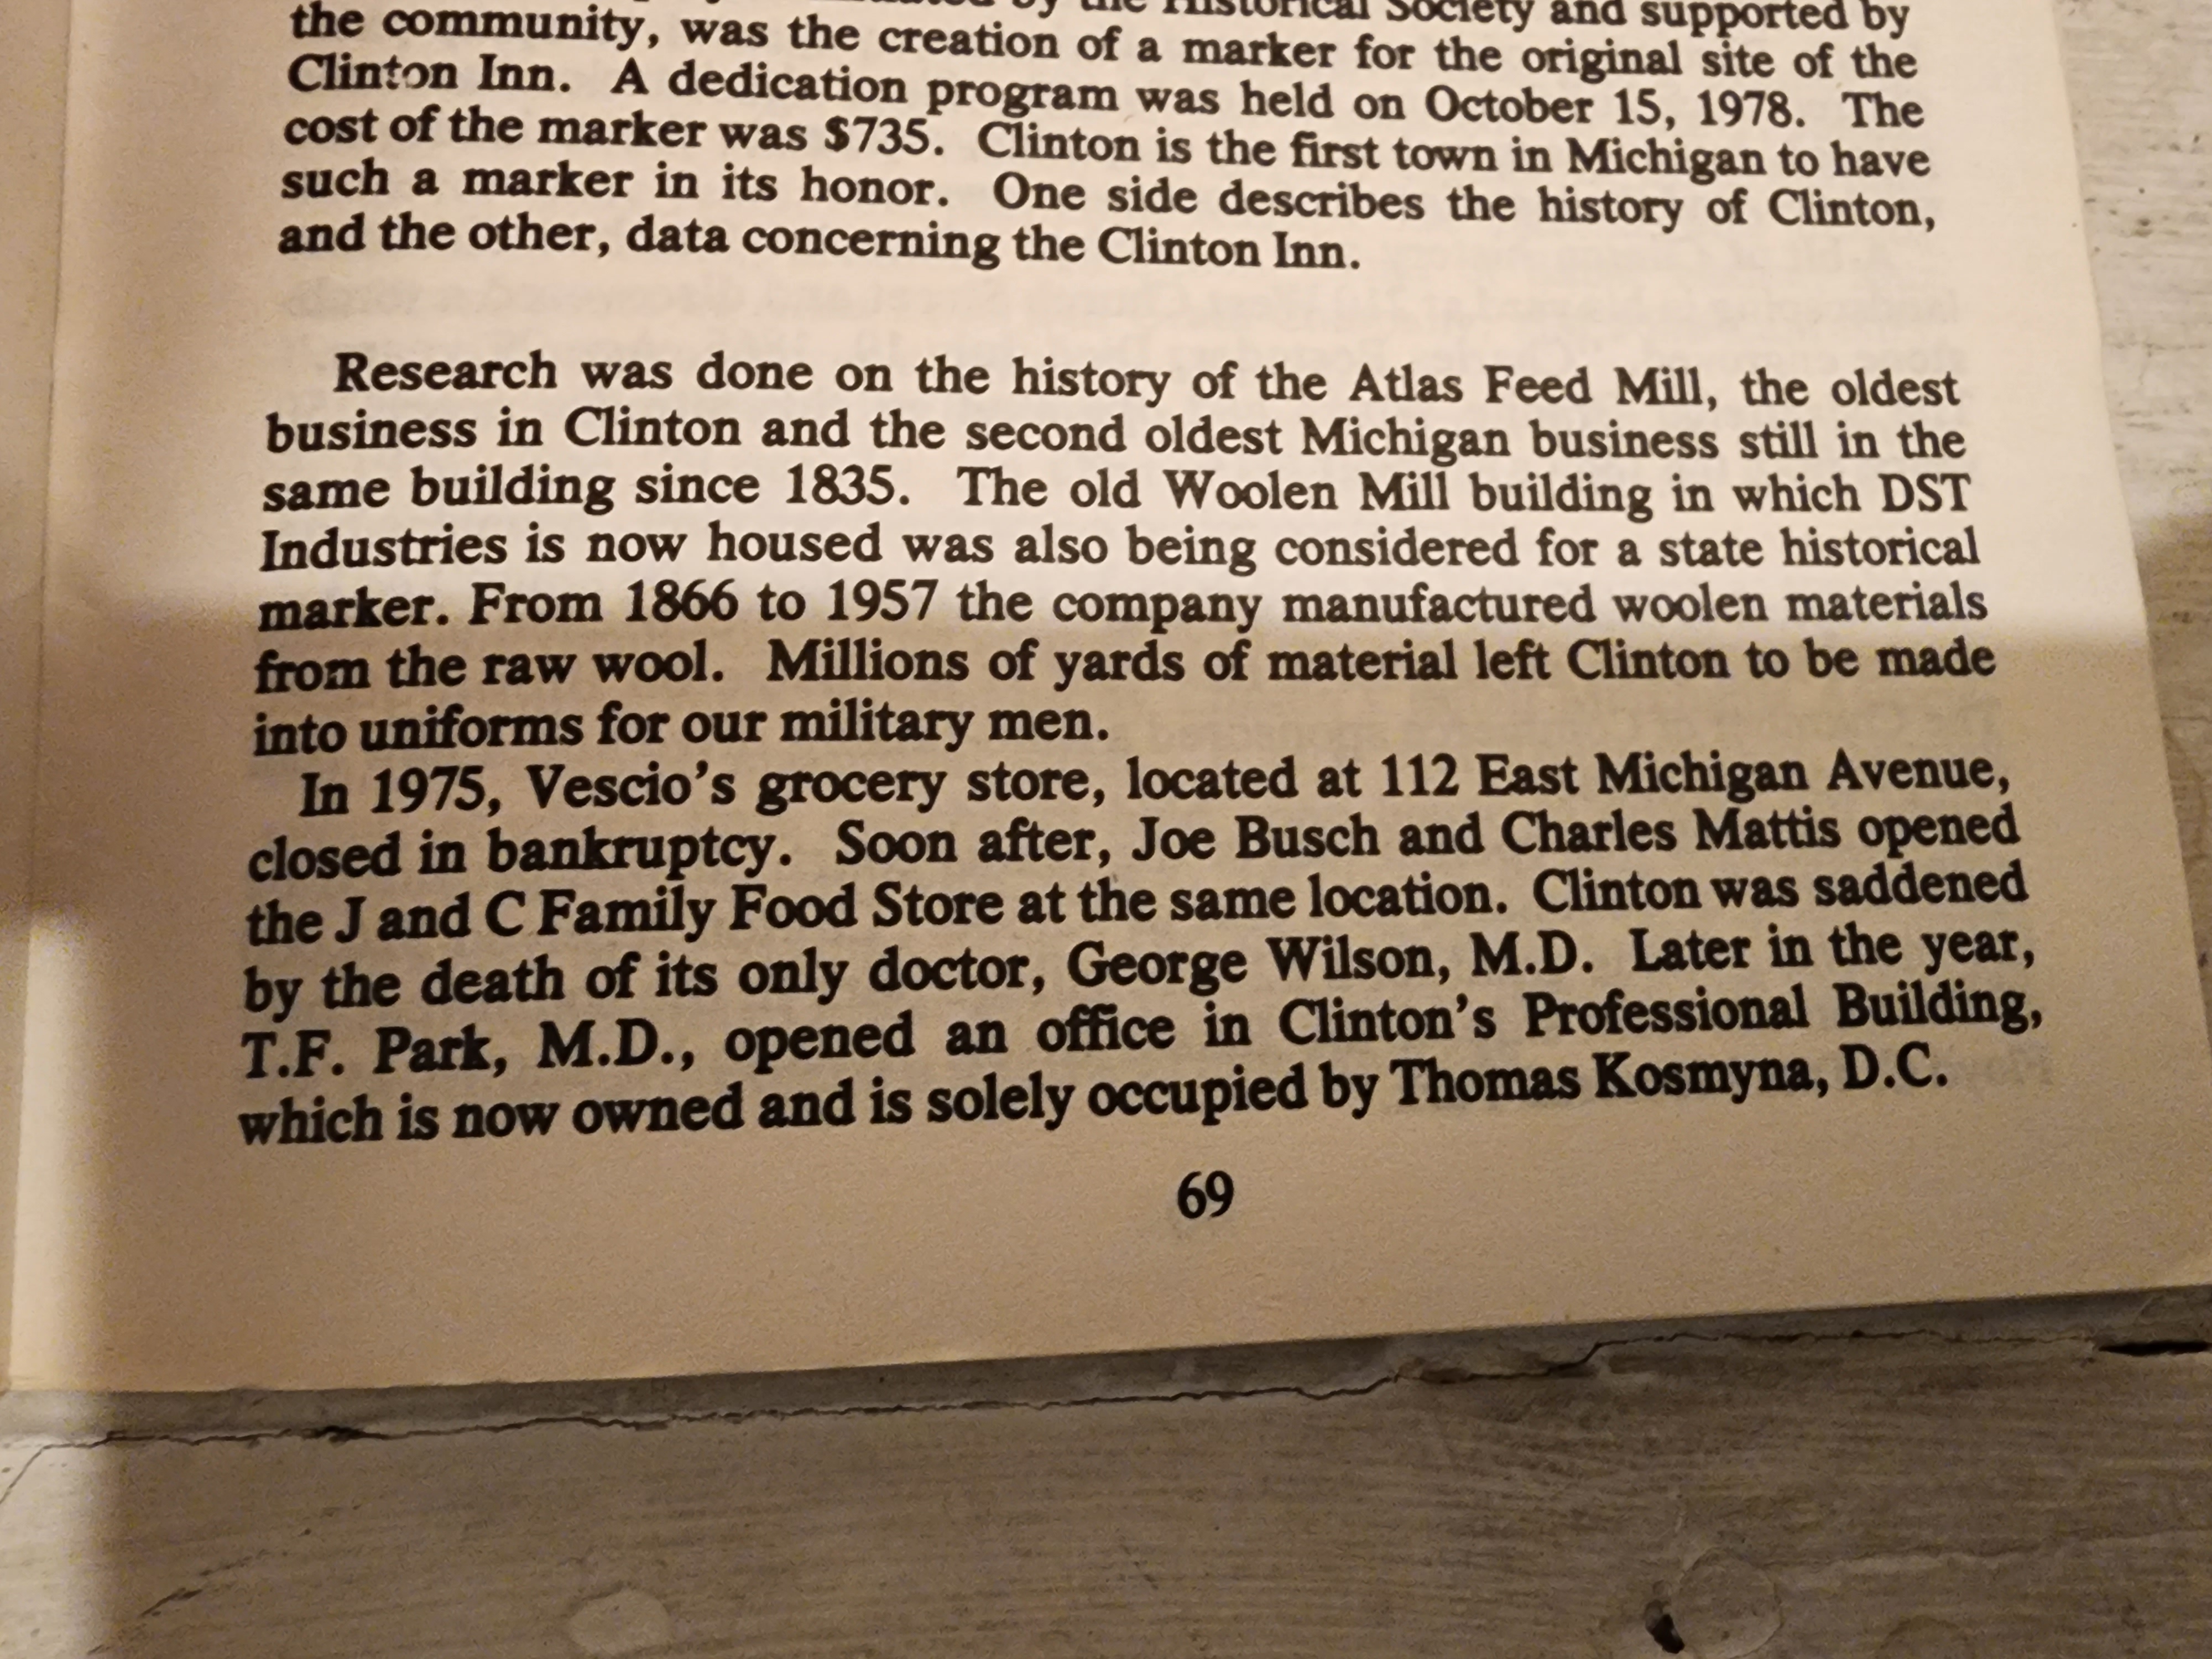 by the Historical Society and supported by
the community, was the creation of a marker for the original site of the
Clinton Inn. A dedication program was held on October 15, 1978. The
cost of the marker was $735. Clinton is the first town in Michigan to have
such a marker in its honor. One side describes the history of Clinton,
and the other, data concerning the Clinton Inn.
Research was done on the history of the Atlas Feed Mill, the oldest
business in Clinton and the second oldest Michigan business still in the
same building since 1835. The old Woolen Mill building in which DST
Industries is now housed was also being considered for a state historical
marker. From 1866 to 1957 the company manufactured woolen materials
from the raw wool. Millions of yards of material left Clinton to be made
into uniforms for our military men.
In 1975, Vescio's grocery store, located at 112 East Michigan Avenue,
closed in bankruptcy. Soon after, Joe Busch and Charles Mattis opened
the J and C Family Food Store at the same location. Clinton was saddened
by the death of its only doctor, George Wilson, M.D. Later in the year,
T.F. Park, M.D., opened an office in Clinton's Professional Building,
which is now owned and is solely occupied by Thomas Kosmyna, D.C.
69